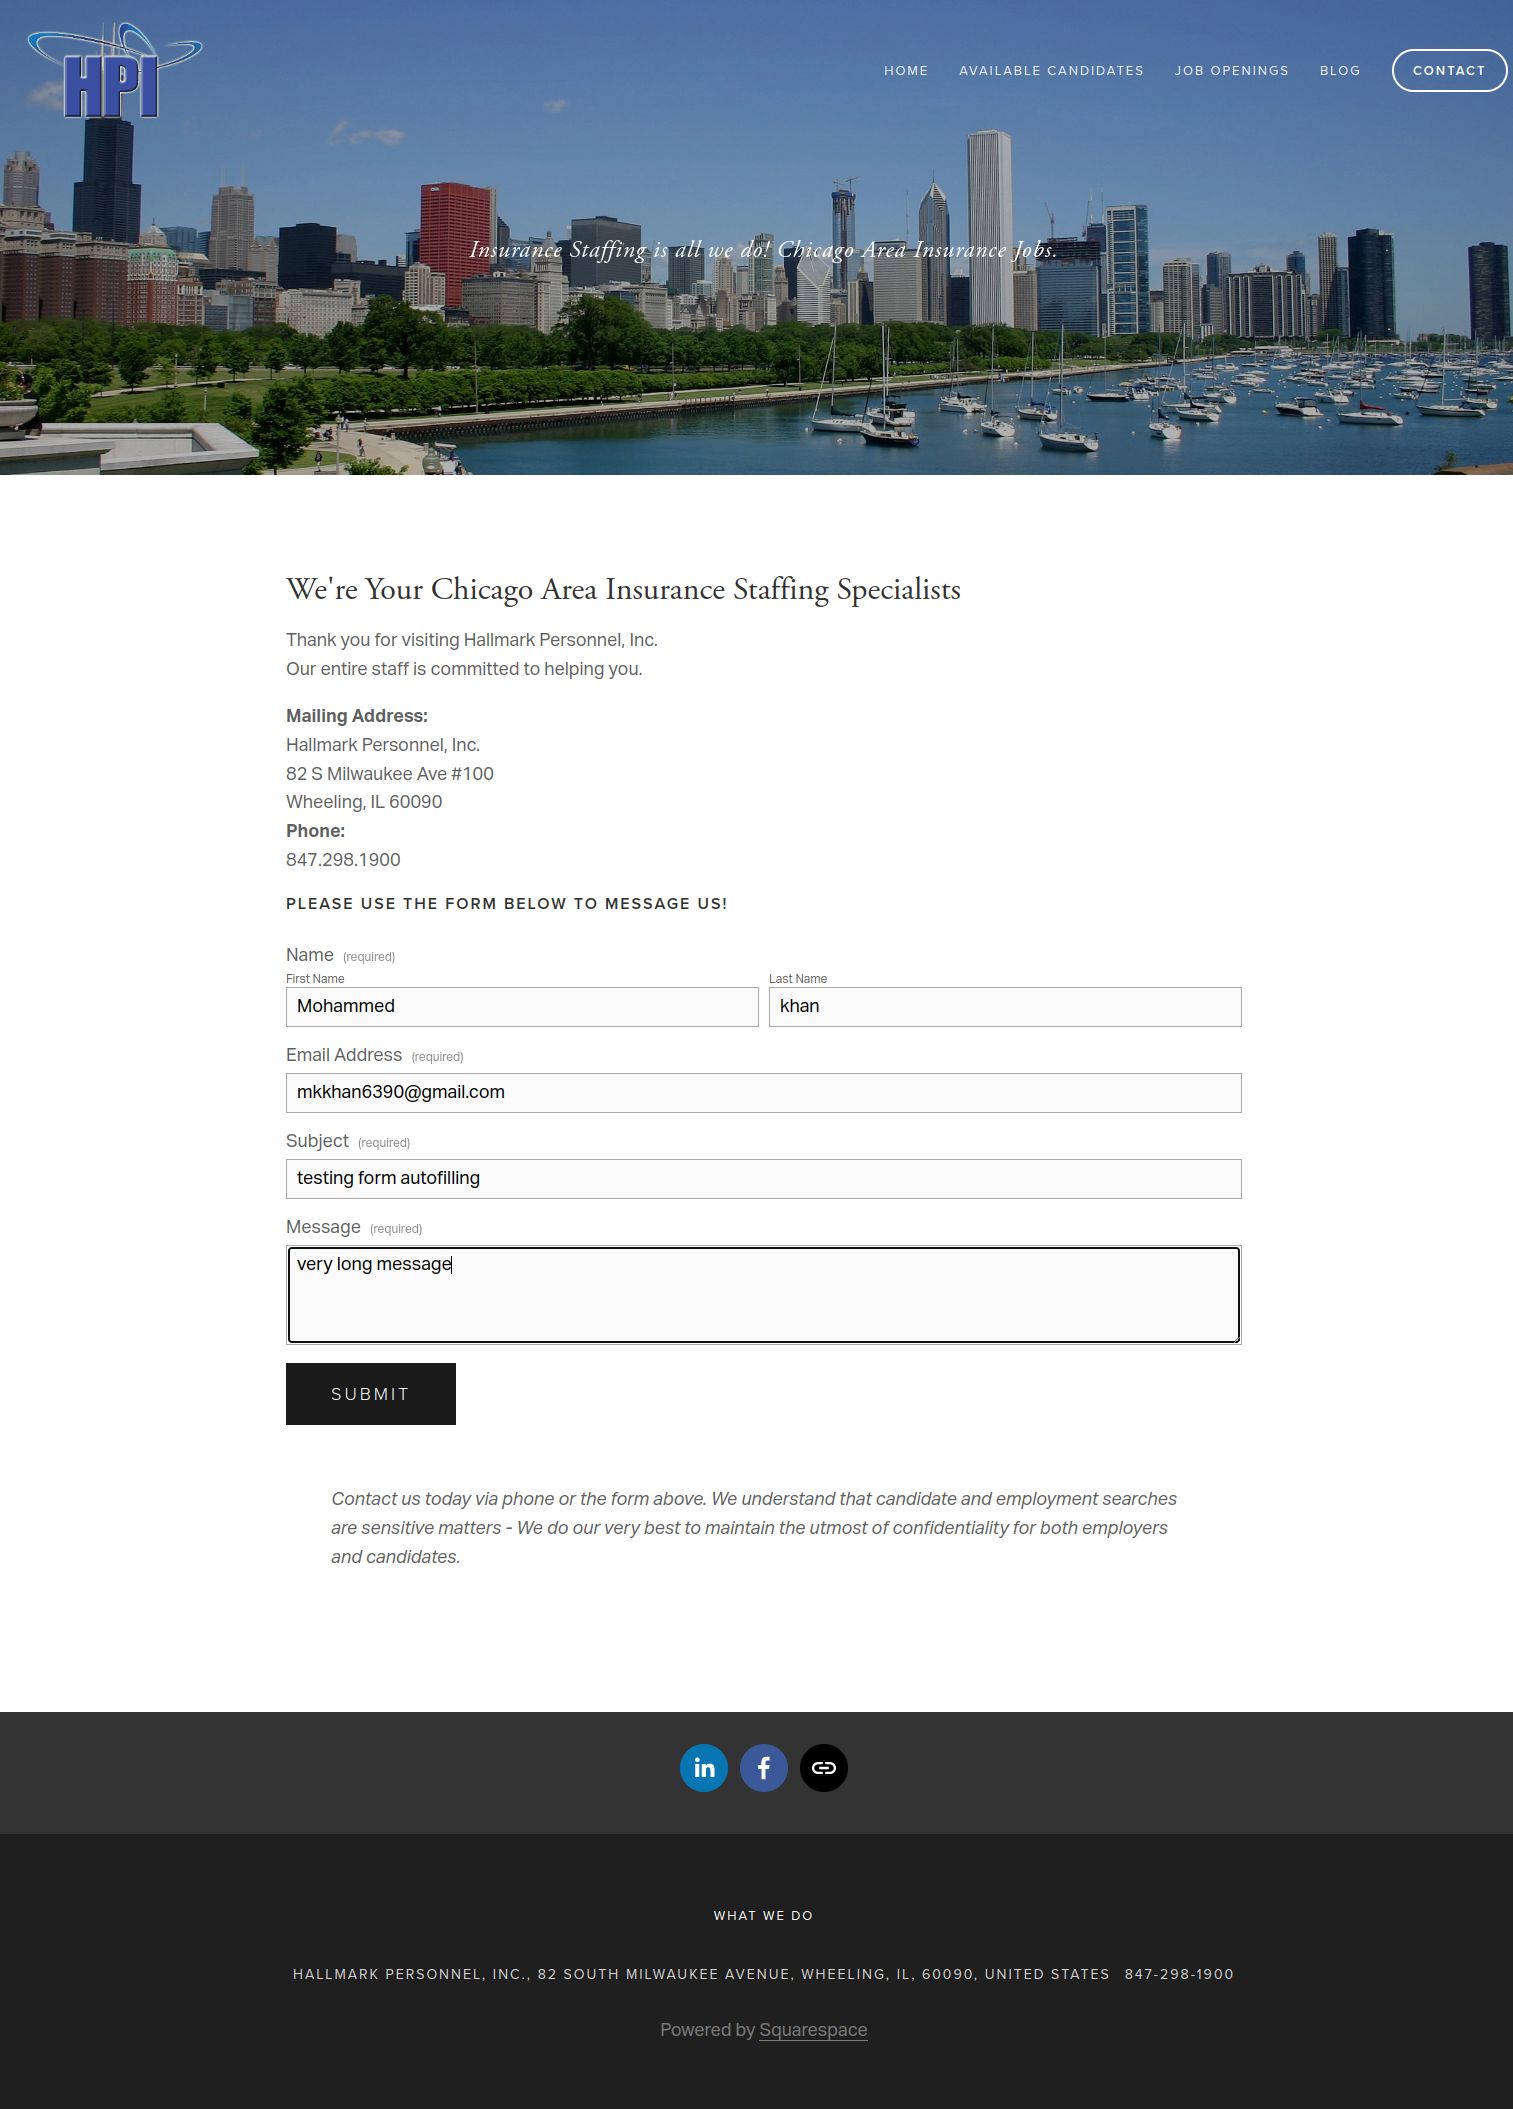 HPI
HOME AVAILABLE CANDIDATES JOB OPENINGS BLOG CONTACT
Insurance Staffing is all we do! Chicago Area Insurance Jobs.
We're Your Chicago Area Insurance Staffing Specialists
Thank you for visiting Hallmark Personnel, Inc.
Our entire staff is committed to helping you.
Mailing Address:
Hallmark Personnel, Inc.
82 S Milwaukee Ave #100
Wheeling, IL 60090
Phone:
847.298.1900
PLEASE USE THE FORM BELOW TO MESSAGE US!
Name (required)
First Name Last Name
Mohammed khan
Email Address (required)
mkkhan6390@gmail.com
Subject (required)
testing form autofilling
Message (required)
very long message
SUBMIT
Contact us today via phone or the form above. We understand that candidate and employment searches
are sensitive matters - We do our very best to maintain the utmost of confidentiality for both employers
and candidates.
in f
WHAT WE DO
HALLMARK PERSONNEL, INC., 82 SOUTH MILWAUKEE AVENUE, WHEELING, IL, 60090, UNITED STATES 847-298-1900
Powered by Squarespace